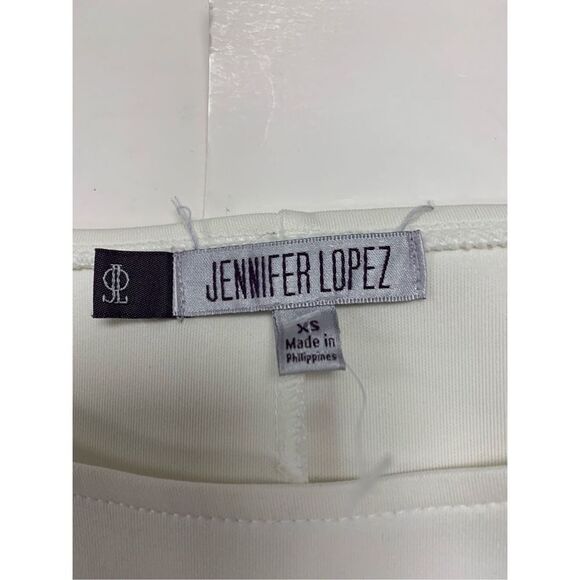 JL
JENNIFER LOPEZ
XS
Made in
Philippines